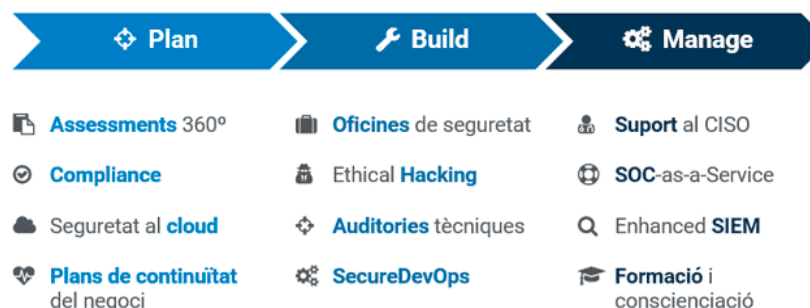 Plan
Build
Manage
Assessments 360º
Compliance
Seguretat al cloud
Plans de continuïtat
del negoci
Oficines de seguretat
Ethical Hacking
Auditories tècniques
SecureDevOps
Suport al CISO
SOC-as-a-Service
Enhanced SIEM
Formació i
conscienciació